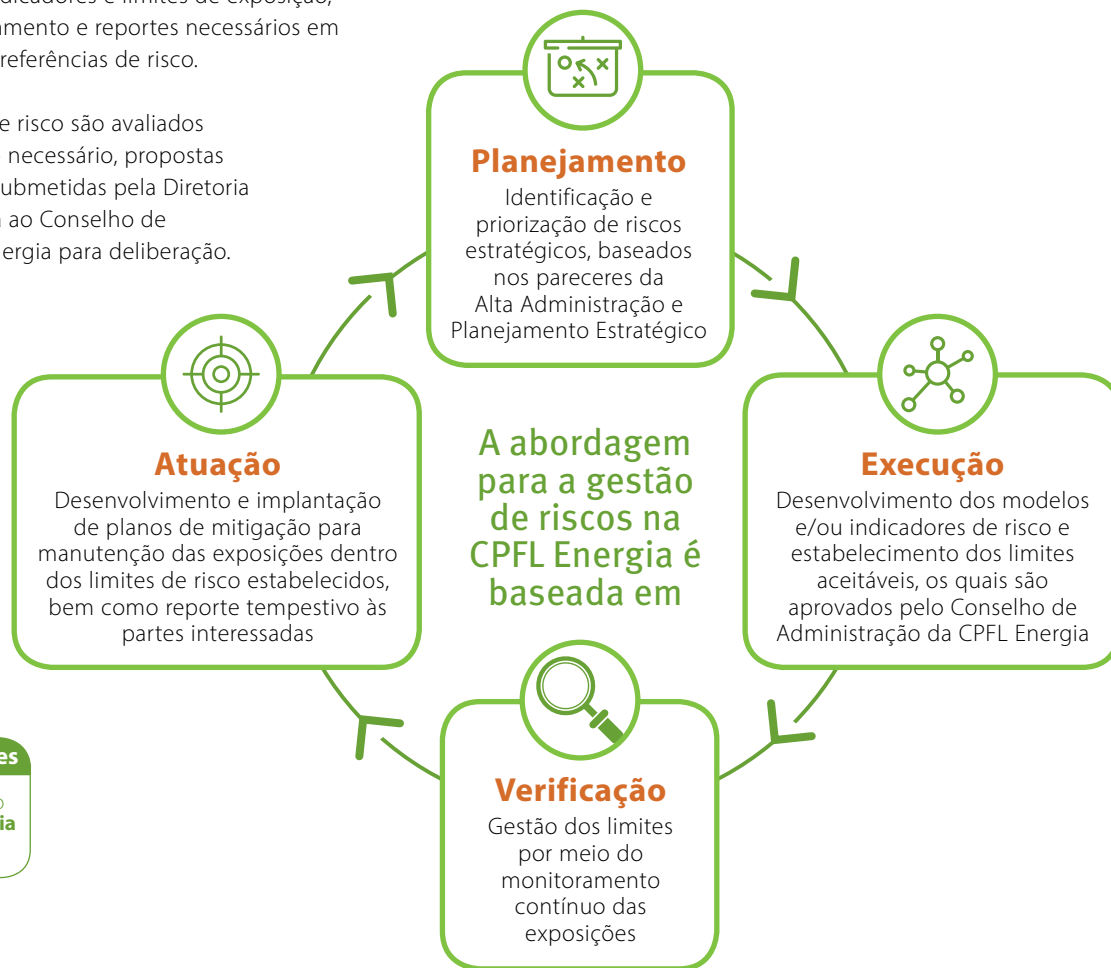 dicadores e limites de exposição,
amento e reportes necessários em
referências de risco.
e risco são avaliados
necessário, propostas
ubmetidas pela Diretoria
ao Conselho de
ergia para deliberação.
Planejamento
Identificação e
priorização de riscos
estratégicos, baseados
nos pareceres da
Alta Administração e
Planejamento Estratégico
Execução
Desenvolvimento dos modelos
e/ou indicadores de risco e
estabelecimento dos limites
aceitáveis, os quais são
aprovados pelo Conselho de
Administração da CPFL Energia
Verificação
Gestão dos limites
por meio do
monitoramento
contínuo das
exposições
Atuação
Desenvolvimento e implantação
de planos de mitigação para
manutenção das exposições dentro
dos limites de risco estabelecidos,
bem como reporte tempestivo às
partes interessadas
A abordagem
para a gestão
de riscos na
CPFL Energia é
baseada em
es
o
ia